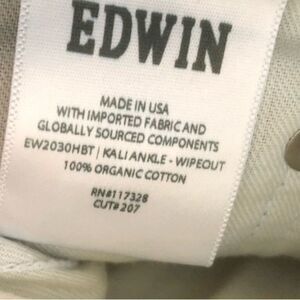 EDWIN
MADE IN USA
WITH IMPORTED FABRIC AND
GLOBALLY SOURCED COMPONENTS
EW2030HBT | KALI ANKLE - WIPEOUT
100% ORGANIC COTTON
RN#117328
CUT# 207